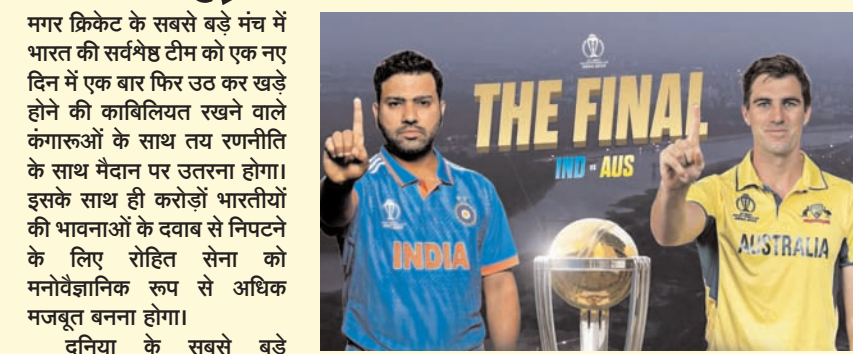 मगर क्रिकेट के सबसे बड़े मंच में
भारत की सर्वश्रेष्ठ टीम को एक नए
दिन में एक बार फिर उठ कर खड़े
होने की काबिलियत रखने वाले
कंगारूओं के साथ तय रणनीति
के साथ मैदान पर उतरना होगा।
इसके साथ ही करोड़ों भारतीयों
की भावनाओं के दवाब से निपटने
के लिए रोहित सेना को
मनोवैज्ञानिक रूप से अधिक
मजबूत बनना होगा।
दुनिया के सबसे बड़े
THE FINAL
IND VS AUS
INDIA
AUSTRALIA